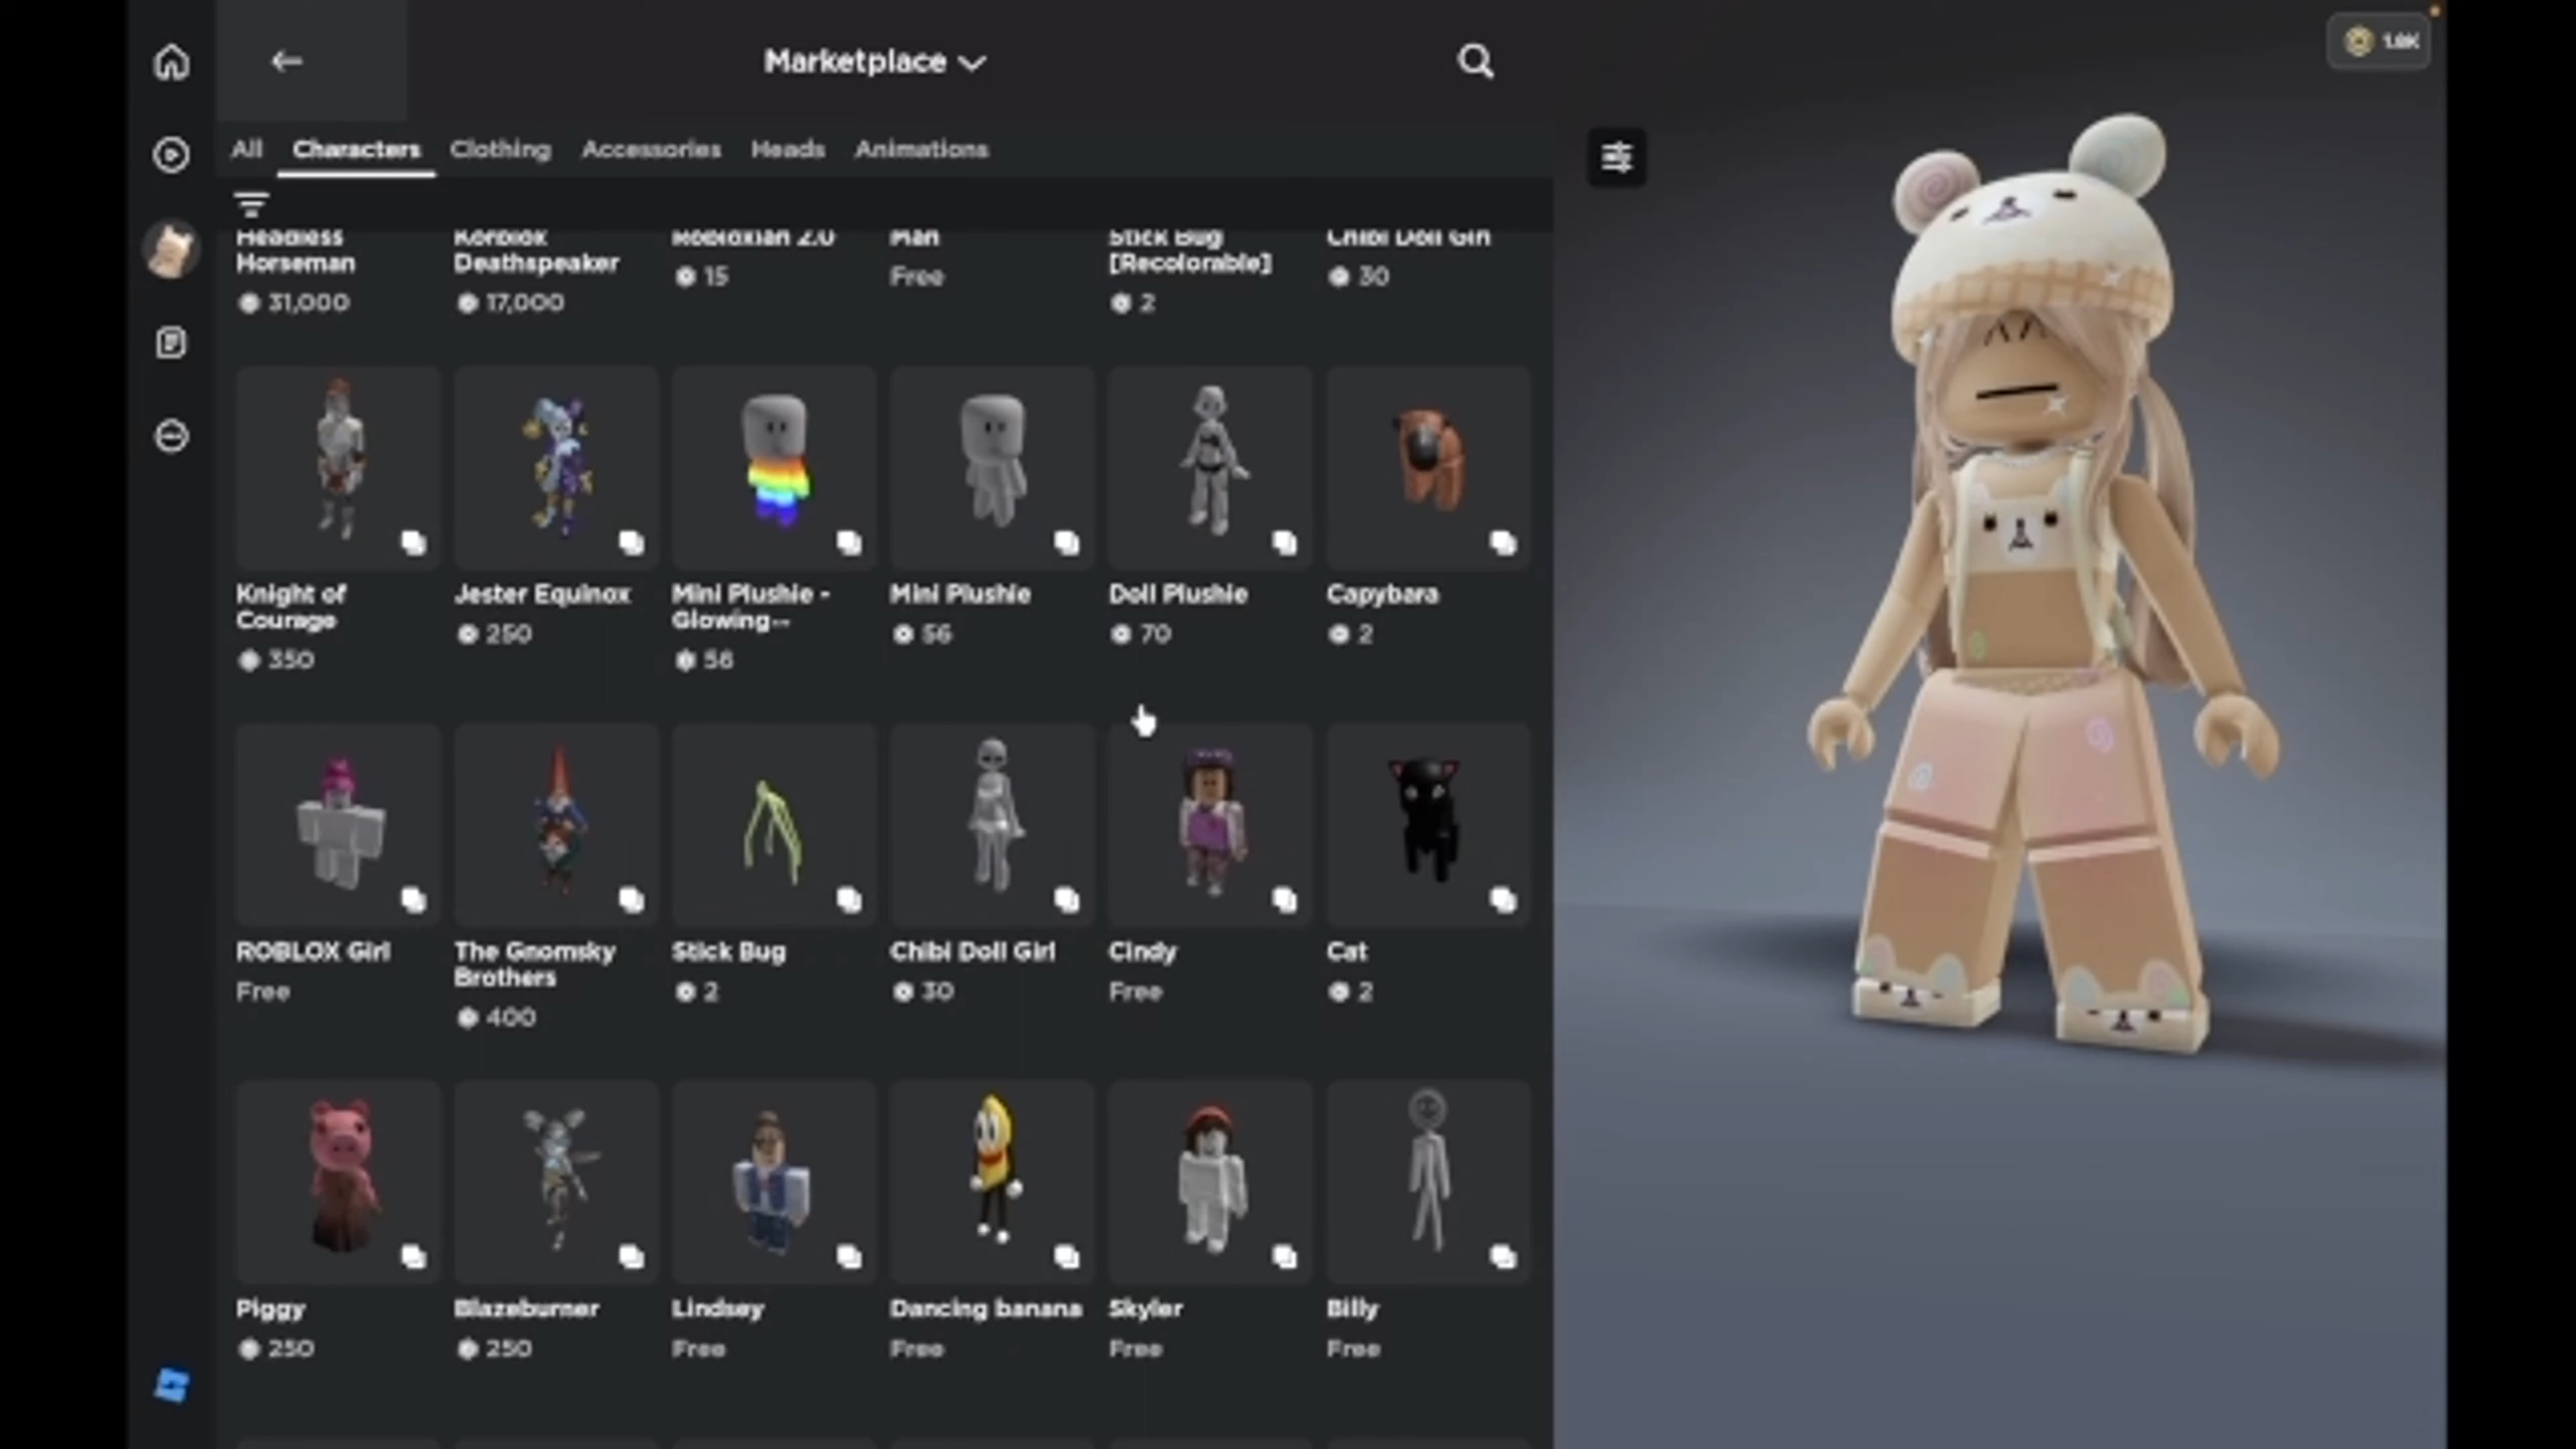 Marketplace
1.8K
All Characters Clothing Accessories Heads Animations
Headless
Horseman
31,000
Korblox
Deathspeaker
17,000
Robloxian 2.0
15
Man
Free
Stick Bug
[Recolorable]
2
Chibi Doll Girl
30
Knight of
Courage
350
Jester Equinox
250
Mini Plushie -
Glowing--
56
Mini Plushie
56
Doll Plushie
70
Capybara
2
ROBLOX Girl
Free
The Gnomsky
Brothers
400
Stick Bug
2
Chibi Doll Girl
30
Cindy
Free
Cat
2
Piggy
250
Blazeburner
250
Lindsey
Free
Dancing banana
Free
Skyler
Free
Billy
Free